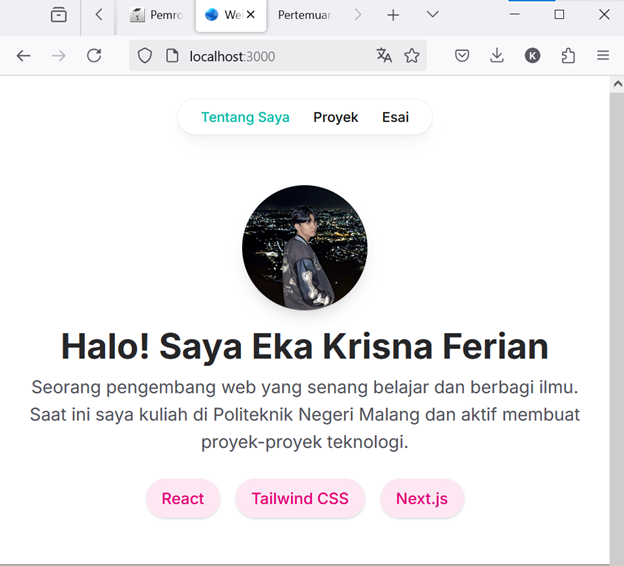 Pemro
We
Pertemuan
localhost:3000
K
Tentang Saya Proyek Esai
Halo! Saya Eka Krisna Ferian
Seorang pengembang web yang senang belajar dan berbagi ilmu.
Saat ini saya kuliah di Politeknik Negeri Malang dan aktif membuat
proyek-proyek teknologi.
React Tailwind CSS Next.js